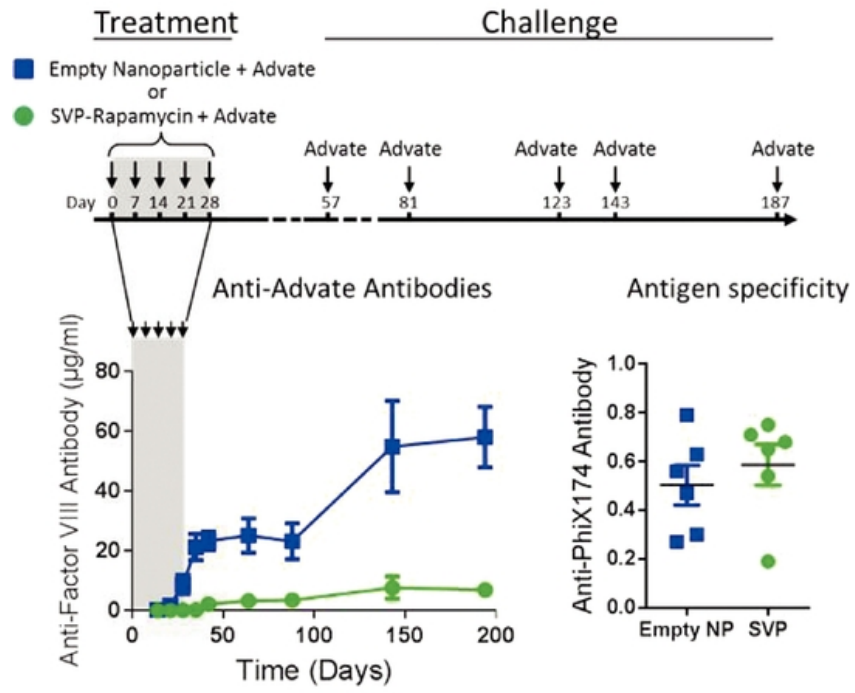 Treatment
Challenge
Empty Nanoparticle + Advate
or
SVP-Rapamycin + Advate
Advate Advate Advate Advate Advate
Day 0 7 14 21 28 57 81 123 143 187
Anti-Advate Antibodies
Antigen specificity
Anti-Factor VIII Antibody (µg/ml)
80
60
40
20
0
0 50 100 150 200
Time (Days)
Anti-PhiX174 Antibody
1.0
0.8
0.6
0.4
0.2
0.0
Empty NP SVP